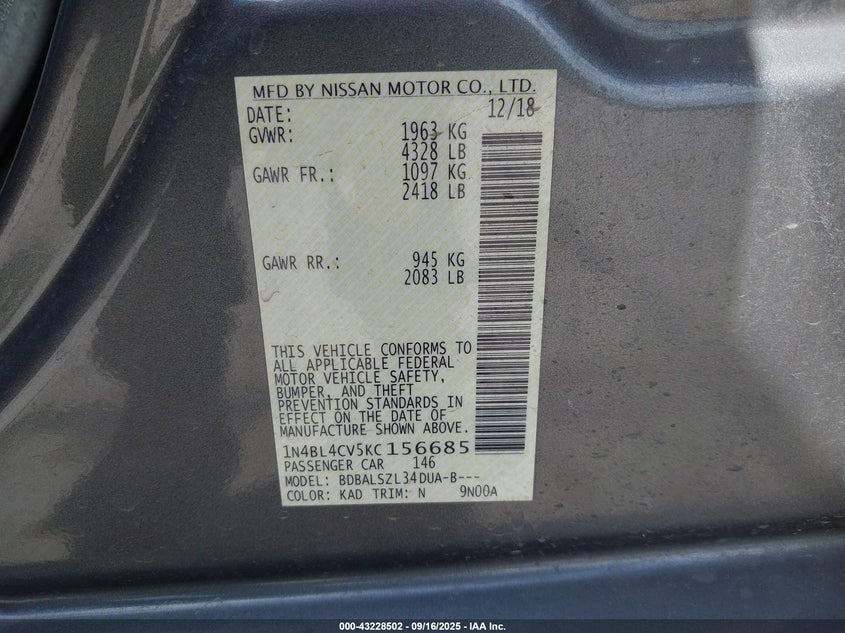 MFD BY NISSAN MOTOR CO., LTD.
DATE: 12/18
GVWR: 1963 KG
4328 LB
GAWR FR.: 1097 KG
2418 LB
GAWR RR.: 945 KG
2083 LB
THIS VEHICLE CONFORMS TO
ALL APPLICABLE FEDERAL
MOTOR VEHICLE SAFETY,
BUMPER, AND THEFT
PREVENTION STANDARDS IN
EFFECT ON THE DATE OF
MANUFACTURE SHOWN ABOVE.
1N4BL4CV5KC156685
PASSENGER CAR 146
MODEL: BDBALSZL34DUA-B---
COLOR: KAD TRIM: N 9N00A
000-43228502 - 09/16/2025 - IAA Inc.